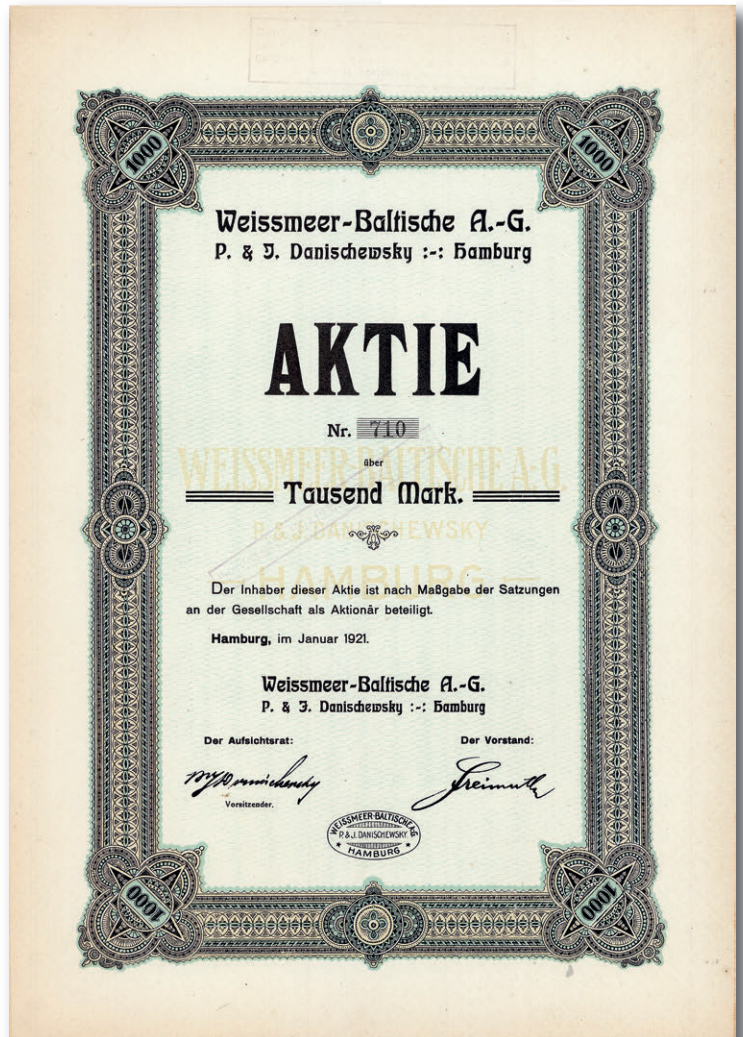 1000
1000
Weissmeer-Baltische A.-G.
P. & J. Danischewsky :-: Hamburg
AKTIE
Nr. 710
WEISSMEER-BALTISCHE A.G.
über
Tausend Mark.
P. & J. DANISCHEWSKY
HAMBURG
Der Inhaber dieser Aktie ist nach Maßgabe der Satzungen
an der Gesellschaft als Aktionär beteiligt.
Hamburg, im Januar 1921.
Weissmeer-Baltische A.-G.
P. & J. Danischewsky :-: Hamburg
Der Aufsichtsrat:
Der Vorstand:
Freimuth
Vorsitzender.
WEISSMEER-BALTISCHE A.G.
P. & J. DANISCHEWSKY
HAMBURG
1000
1000